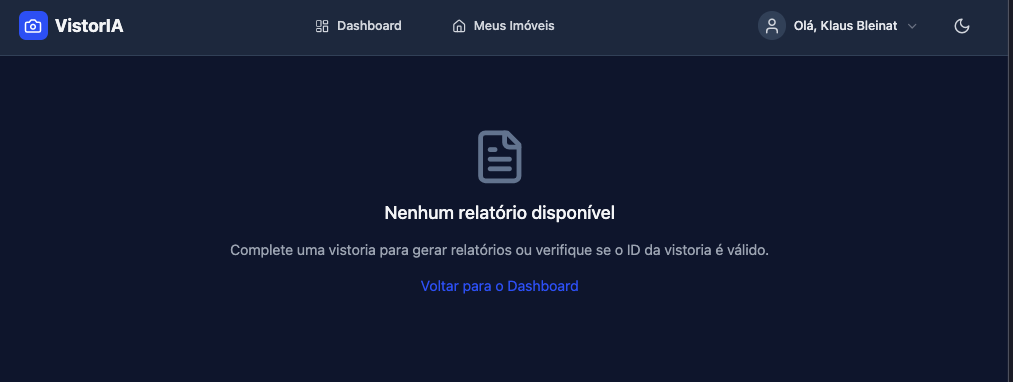 VistorIA
Dashboard
Meus Imóveis
Olá, Klaus Bleinat
Nenhum relatório disponível
Complete uma vistoria para gerar relatórios ou verifique se o ID da vistoria é válido.
Voltar para o Dashboard